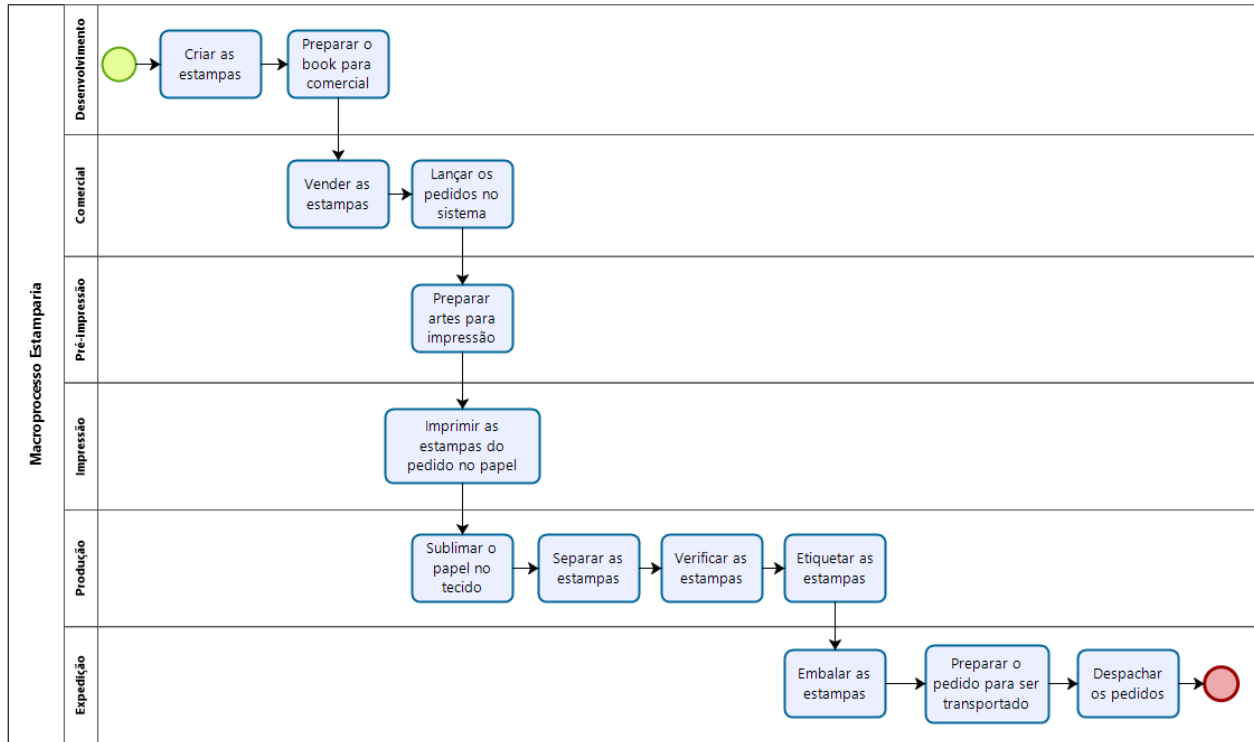 Macroprocesso Estamparia
Desenvolvimento
Criar as
estampas
Preparar o
book para
comercial
Comercial
Vender as
estampas
Lançar os
pedidos no
sistema
Pré-impressão
Preparar
artes para
impressão
Impressão
Imprimir as
estampas do
pedido no papel
Produção
Sublimar o
papel no
tecido
Separar as
estampas
Verificar as
estampas
Etiquetar as
estampas
Expedição
Embalar as
estampas
Preparar o
pedido para ser
transportado
Despachar
os pedidos